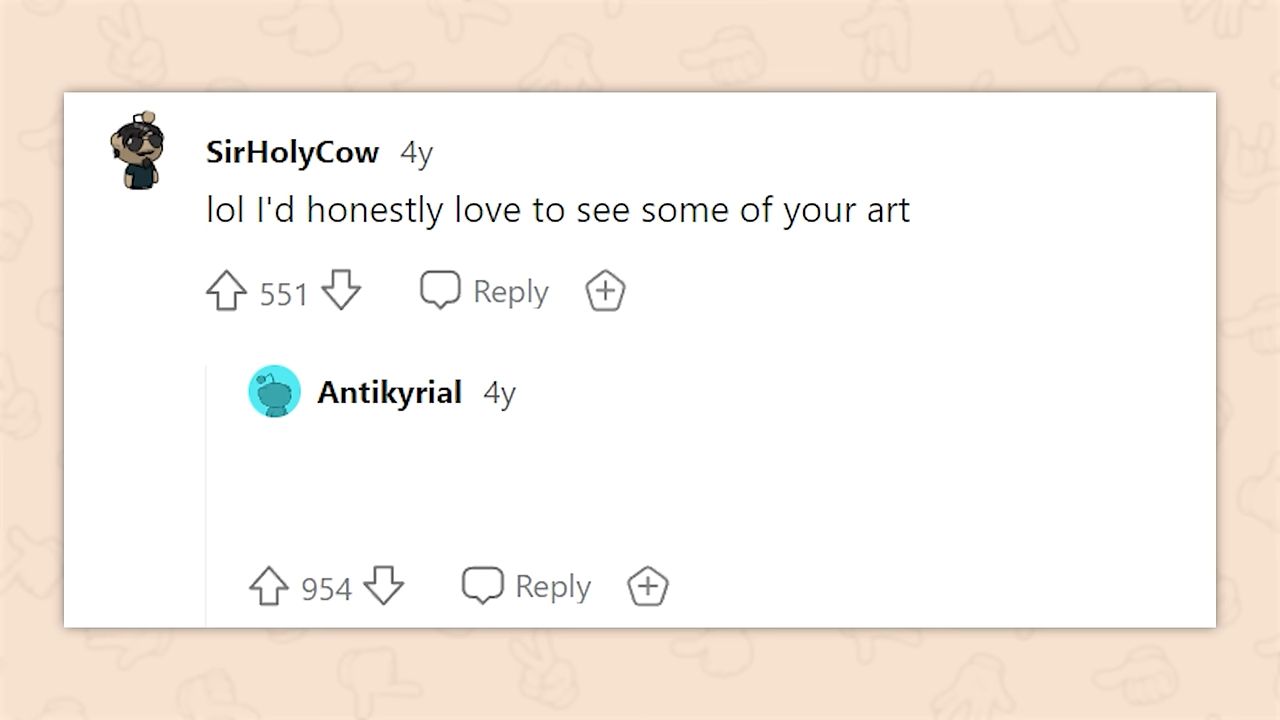 SirHolyCow 4y
lol I'd honestly love to see some of your art
551 Reply
Antikyrial 4y
954 Reply